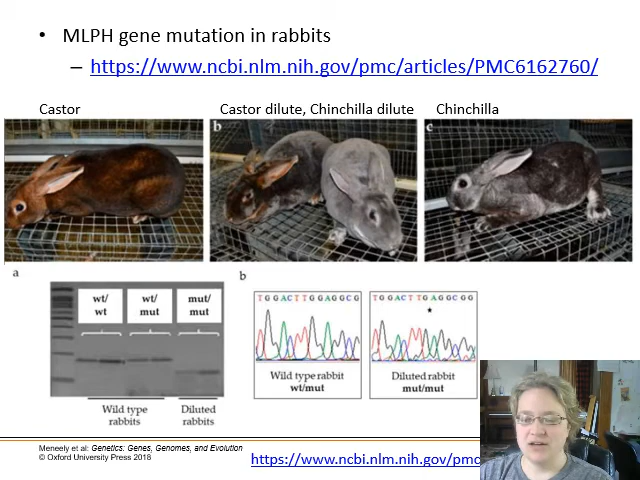 • MLPH gene mutation in rabbits
– https://www.ncbi.nlm.nih.gov/pmc/articles/PMC6162760/
Castor
Castor dilute, Chinchilla dilute
Chinchilla
b
c
a
b
wt/
wt
wt/
mut
mut/
mut
Wild type
rabbits
Diluted
rabbits
TGGACTTGGAGGCG
Wild type rabbit
wt/mut
TGGACTTGAGGCGG
*
Diluted rabbit
mut/mut
Meneely et al: Genetics: Genes, Genomes, and Evolution
© Oxford University Press 2018
https://www.ncbi.nlm.nih.gov/pmc